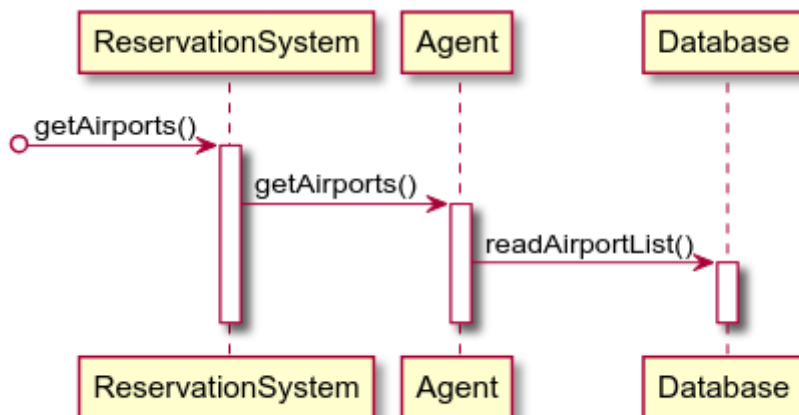 ReservationSystem
Agent
Database
getAirports()
getAirports()
readAirportList()
ReservationSystem
Agent
Database